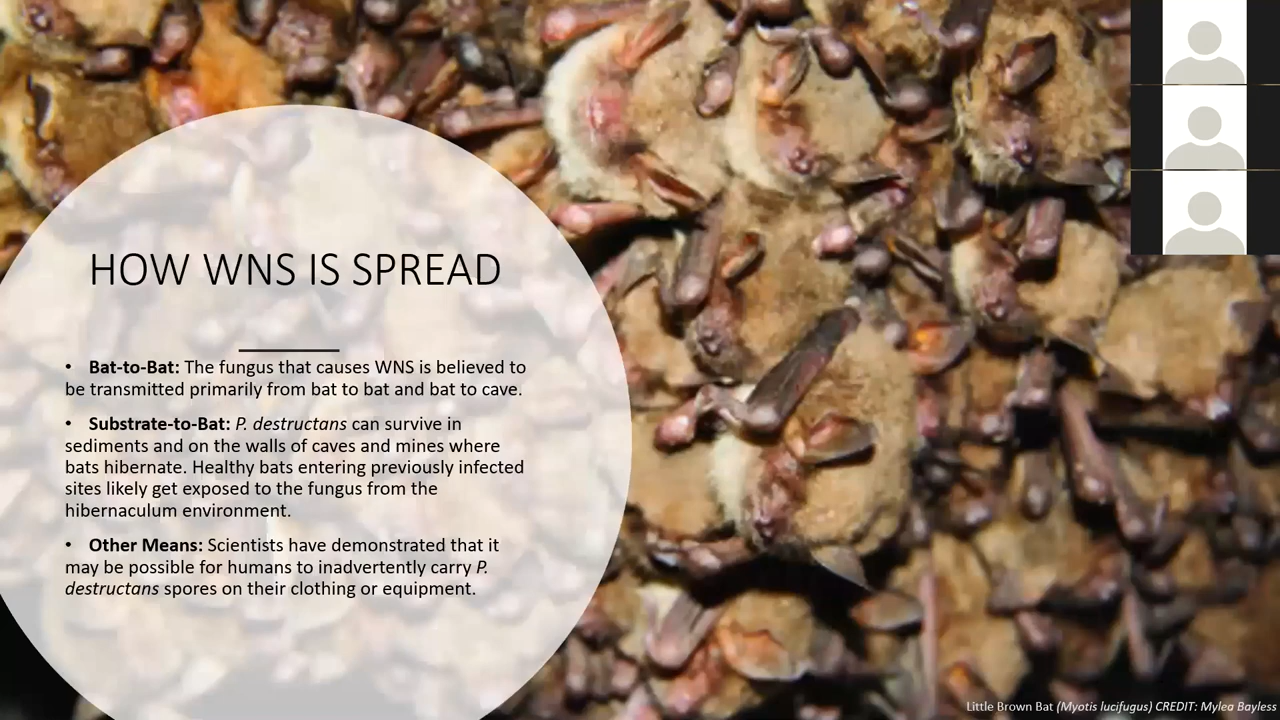 HOW WNS IS SPREAD
• Bat-to-Bat: The fungus that causes WNS is believed to
be transmitted primarily from bat to bat and bat to cave.
• Substrate-to-Bat: P. destructans can survive in
sediments and on the walls of caves and mines where
bats hibernate. Healthy bats entering previously infected
sites likely get exposed to the fungus from the
hibernaculum environment.
• Other Means: Scientists have demonstrated that it
may be possible for humans to inadvertently carry P.
destructans spores on their clothing or equipment.
Little Brown Bat (Myotis lucifugus) CREDIT: Mylea Bayless